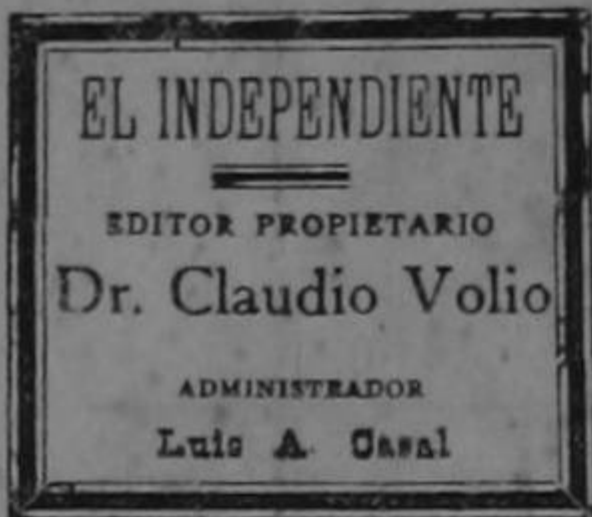 EL INDEPENDIENTE
EDITOR PROPIETARIO
Dr. Claudio Volio
ADMINISTRADOR
Luis A. Casal